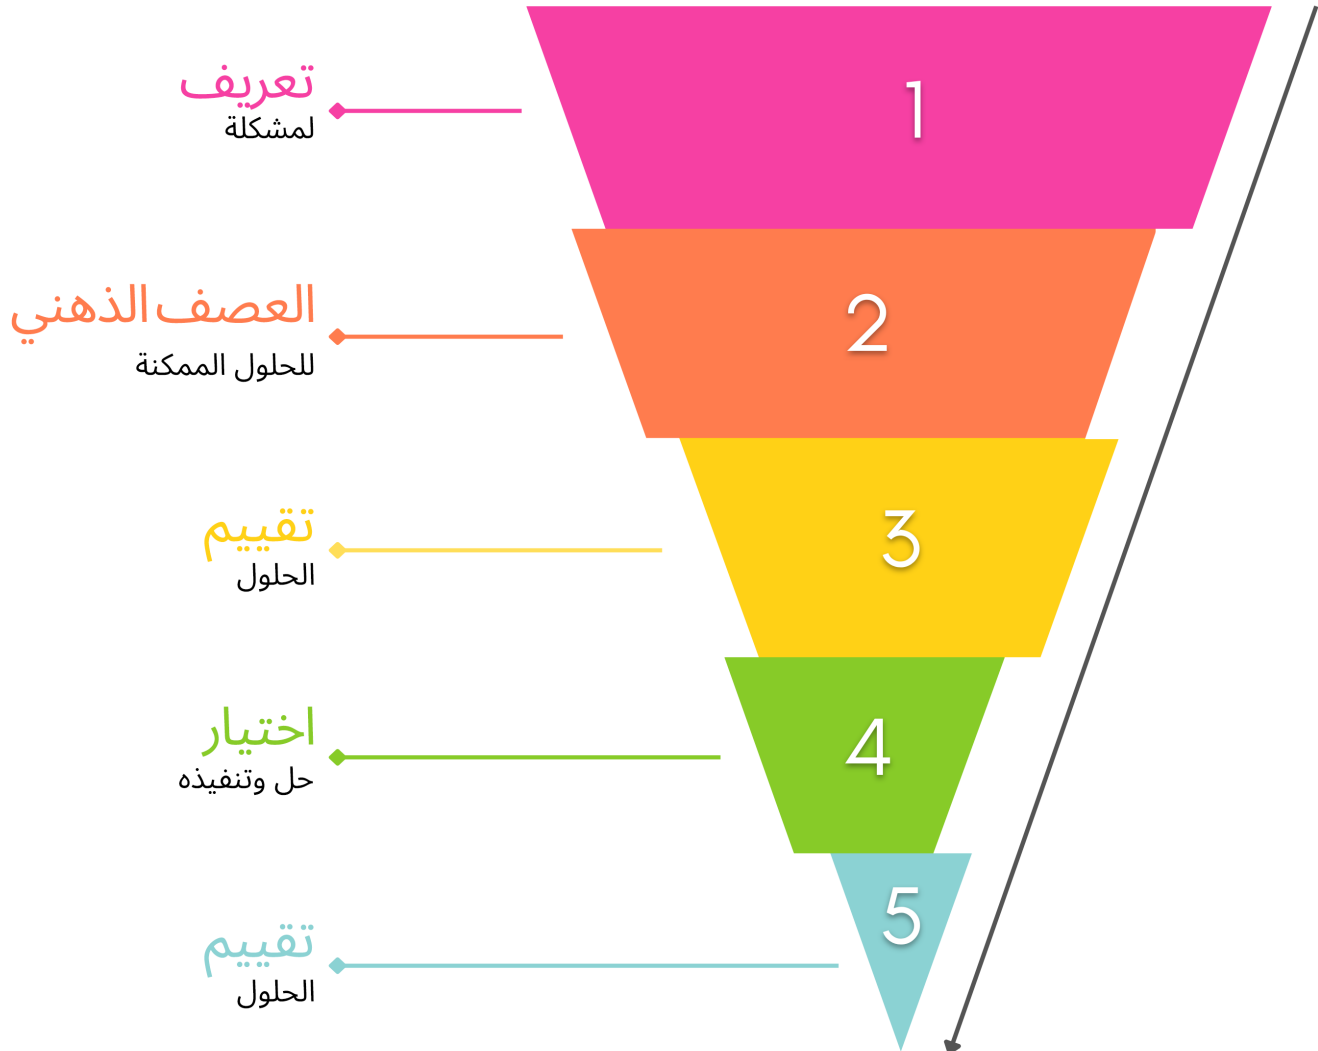 تعريف
لمشكلة
1
العصف الذهني
للحلول الممكنة
2
تقييم
الحلول
3
اختيار
حل وتنفيذه
4
تقييم
الحلول
5